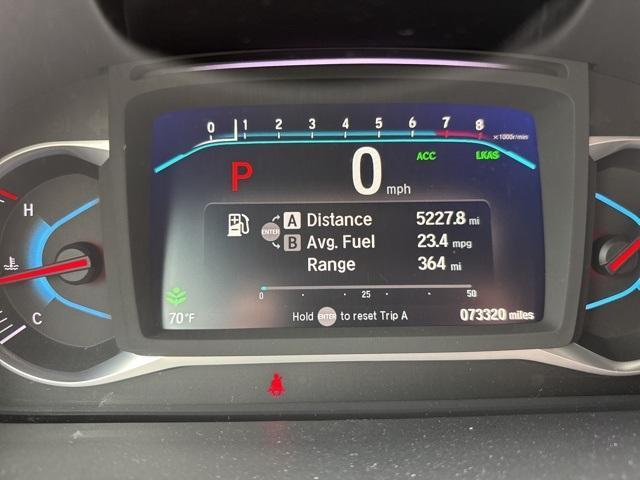 0 1 2 3 4 5 6 7 8 x1000r/min
P 0 mph ACC LKAS
H
A Distance 5227.8 mi
ENTER
B Avg. Fuel 23.4 mpg
Range 364 mi
0 25 50
C
70°F Hold ENTER to reset Trip A 073320 miles